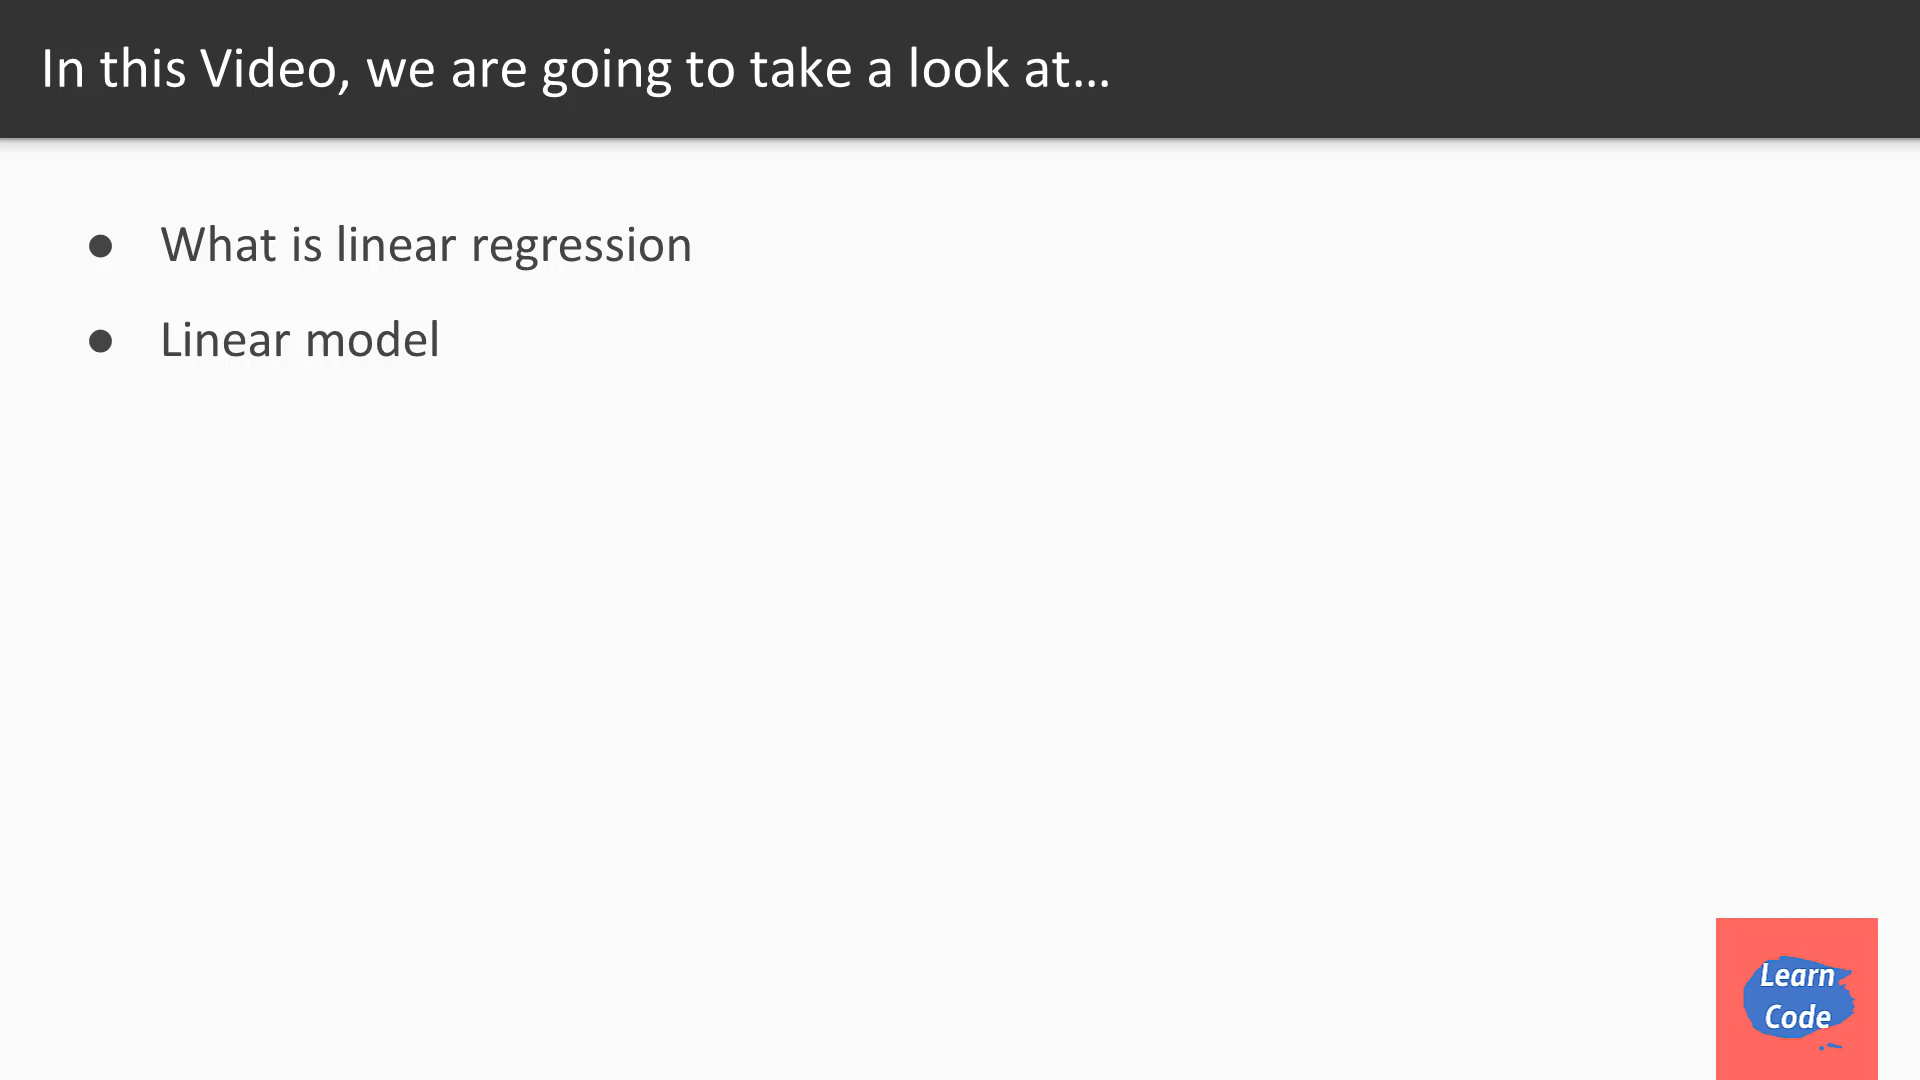 In this Video, we are going to take a look at...
● What is linear regression
● Linear model
Learn
Code